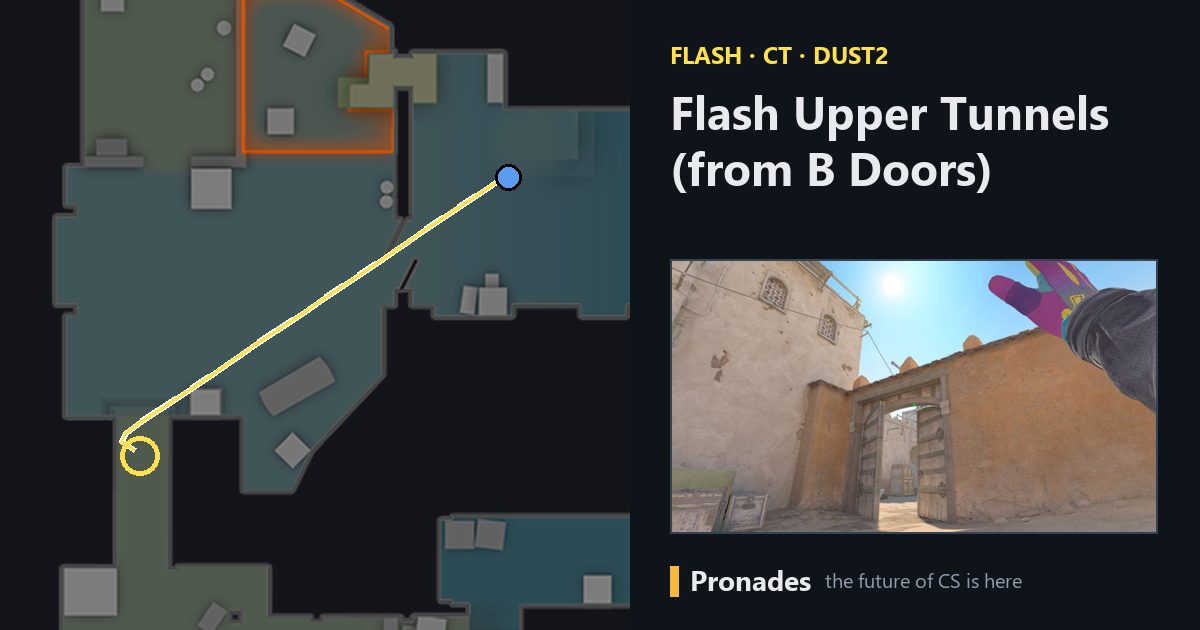 FLASH · CT · DUST2
Flash Upper Tunnels
(from B Doors)
Pronades the future of CS is here